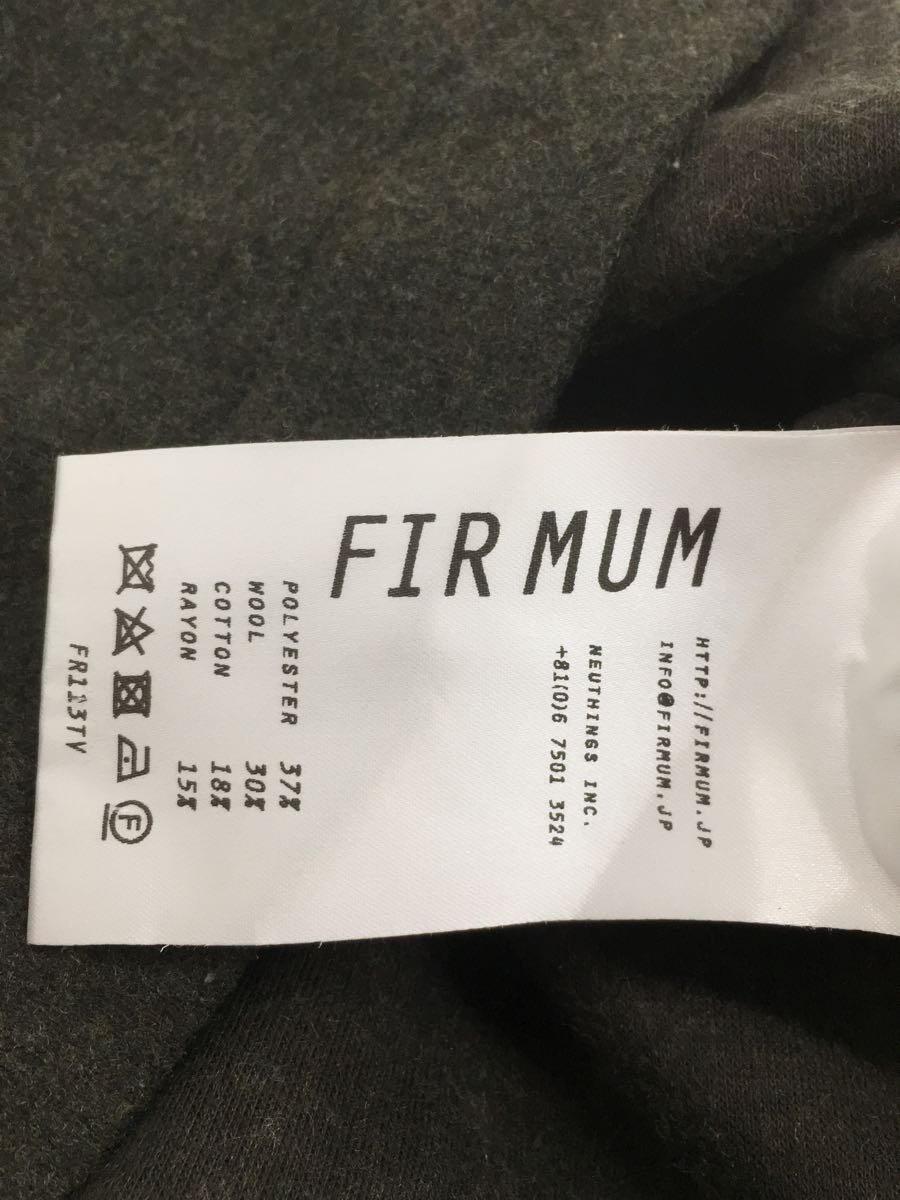 FIRMUM
HTTP://FIRMUM.JP
INFO@FIRMUM.JP
NEUTHINGS INC.
+81(0)6 7501 3524
POLYESTER 37%
WOOL 30%
COTTON 18%
RAYON 15%
F
FR113TV